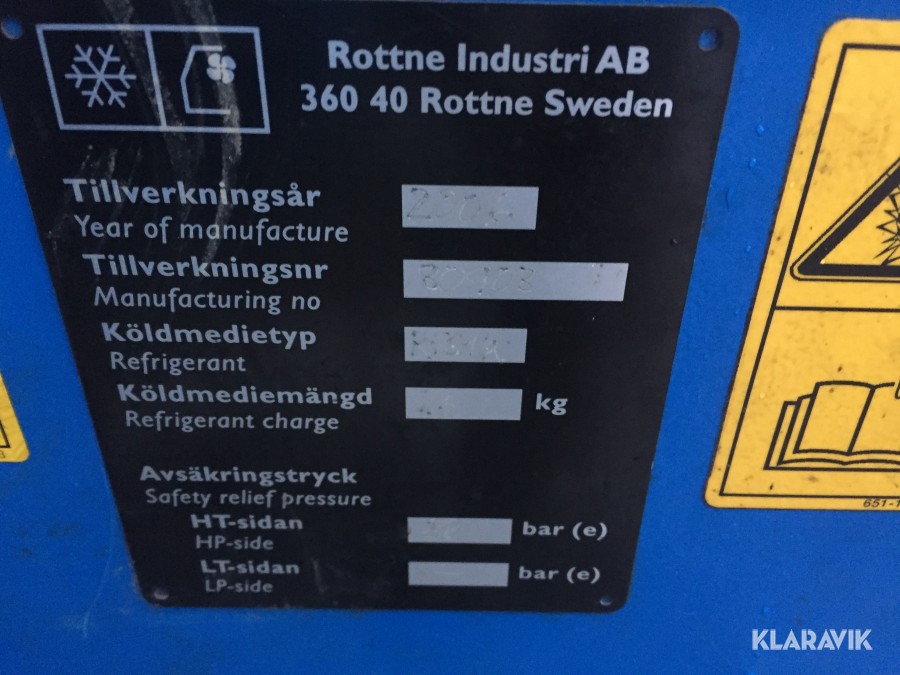 Rottne Industri AB
360 40 Rottne Sweden
Tillverkningsår
Year of manufacture
Tillverkningsnr
Manufacturing no
Köldmedietyp
Refrigerant
Köldmediemängd
kg
Refrigerant charge
Avsäkringstryck
Safety relief pressure
HT-sidan
bar (e)
HP-side
LT-sidan
bar (e)
LP-side
KLARAVIK